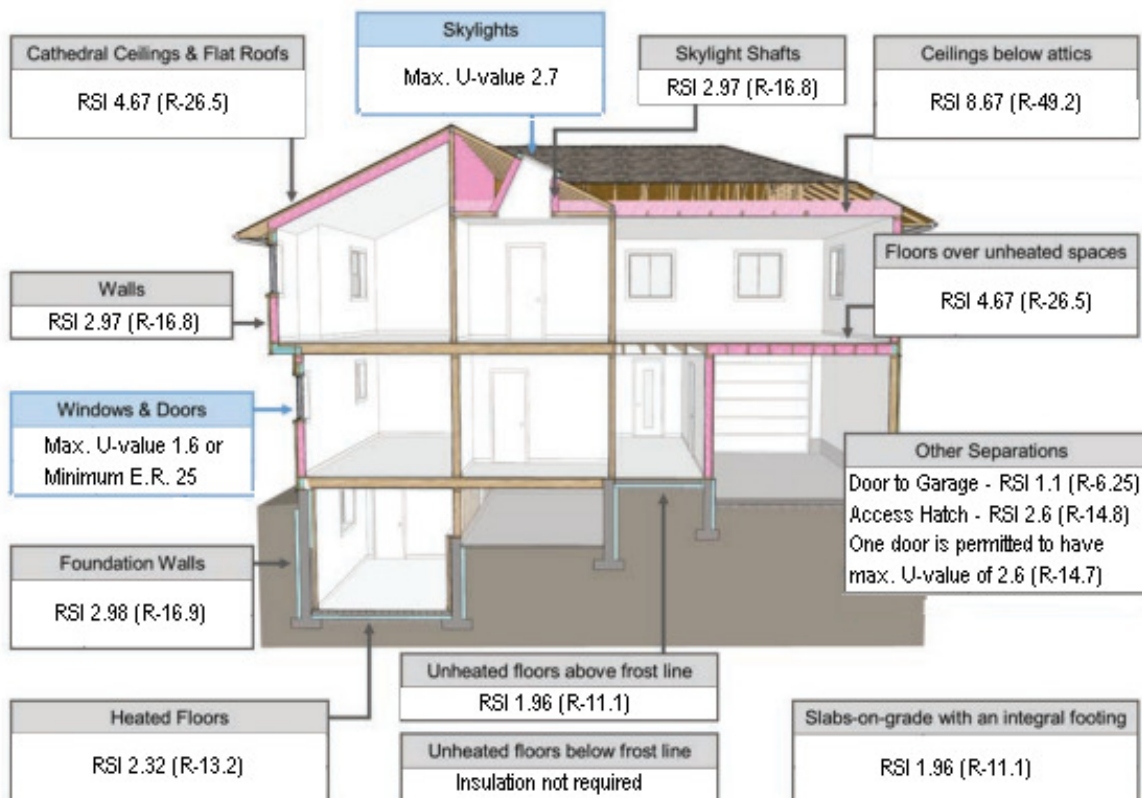 Cathedral Ceilings & Flat Roofs
RSI 4.67 (R-26.5)
Skylights
Max. U-value 2.7
Skylight Shafts
RSI 2.97 (R-16.8)
Ceilings below attics
RSI 8.67 (R-49.2)
Walls
RSI 2.97 (R-16.8)
Floors over unheated spaces
RSI 4.67 (R-26.5)
Windows & Doors
Max. U-value 1.6 or
Minimum E.R. 25
Other Separations
Door to Garage - RSI 1.1 (R-6.25)
Access Hatch - RSI 2.6 (R-14.8)
One door is permitted to have
max. U-value of 2.6 (R-14.7)
Foundation Walls
RSI 2.98 (R-16.9)
Heated Floors
RSI 2.32 (R-13.2)
Unheated floors above frost line
RSI 1.96 (R-11.1)
Unheated floors below frost line
Insulation not required
Slabs-on-grade with an integral footing
RSI 1.96 (R-11.1)